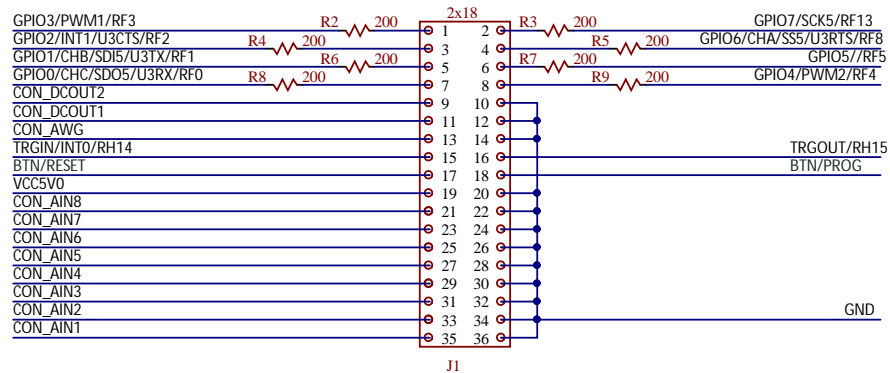 2x18
GPIO3/PWM1/RF3 R2 200 1 2 R3 200 GPIO7/SCK5/RF13
GPIO2/INT1/U3CTS/RF2 R4 200 3 4 R5 200 GPIO6/CHA/SS5/U3RTS/RF8
GPIO1/CHB/SDI5/U3TX/RF1 R6 200 5 6 R7 200 GPIO5//RF5
GPIO0/CHC/SDO5/U3RX/RF0 R8 200 7 8 R9 200 GPIO4/PWM2/RF4
CON_DCOUT2 9 10
CON_DCOUT1 11 12
CON_AWG 13 14
TRGIN/INT0/RH14 15 16 TRGOUT/RH15
BTN/RESET 17 18 BTN/PROG
VCC5V0 19 20
CON_AIN8 21 22
CON_AIN7 23 24
CON_AIN6 25 26
CON_AIN5 27 28
CON_AIN4 29 30
CON_AIN3 31 32
CON_AIN2 33 34 GND
CON_AIN1 35 36
J1